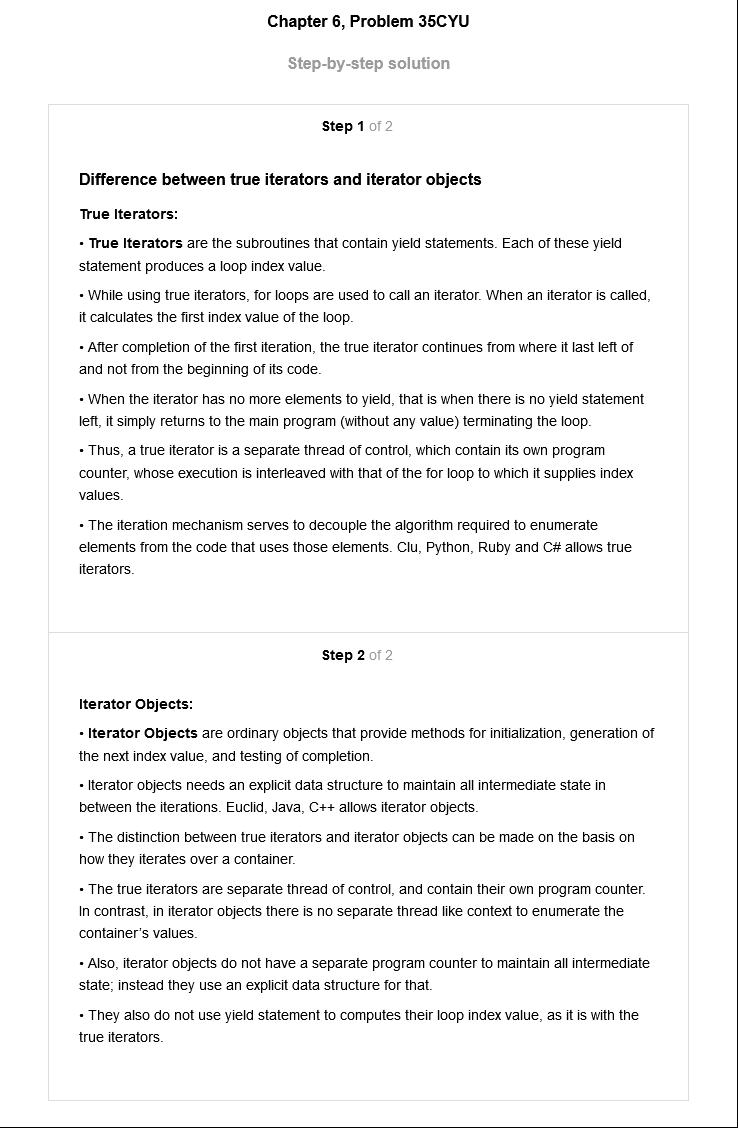 Chapter 6, Problem 35CYU
Step-by-step solution
Step 1 of 2
Difference between true iterators and iterator objects
True Iterators:
• True Iterators are the subroutines that contain yield statements. Each of these yield
statement produces a loop index value.
• While using true iterators, for loops are used to call an iterator. When an iterator is called,
it calculates the first index value of the loop.
• After completion of the first iteration, the true iterator continues from where it last left of
and not from the beginning of its code.
• When the iterator has no more elements to yield, that is when there is no yield statement
left, it simply returns to the main program (without any value) terminating the loop.
• Thus, a true iterator is a separate thread of control, which contain its own program
counter, whose execution is interleaved with that of the for loop to which it supplies index
values.
• The iteration mechanism serves to decouple the algorithm required to enumerate
elements from the code that uses those elements. Clu, Python, Ruby and C# allows true
iterators.
Step 2 of 2
Iterator Objects:
• Iterator Objects are ordinary objects that provide methods for initialization, generation of
the next index value, and testing of completion.
• Iterator objects needs an explicit data structure to maintain all intermediate state in
between the iterations. Euclid, Java, C++ allows iterator objects.
• The distinction between true iterators and iterator objects can be made on the basis on
how they iterates over a container.
• The true iterators are separate thread of control, and contain their own program counter.
In contrast, in iterator objects there is no separate thread like context to enumerate the
container's values.
• Also, iterator objects do not have a separate program counter to maintain all intermediate
state; instead they use an explicit data structure for that.
• They also do not use yield statement to computes their loop index value, as it is with the
true iterators.